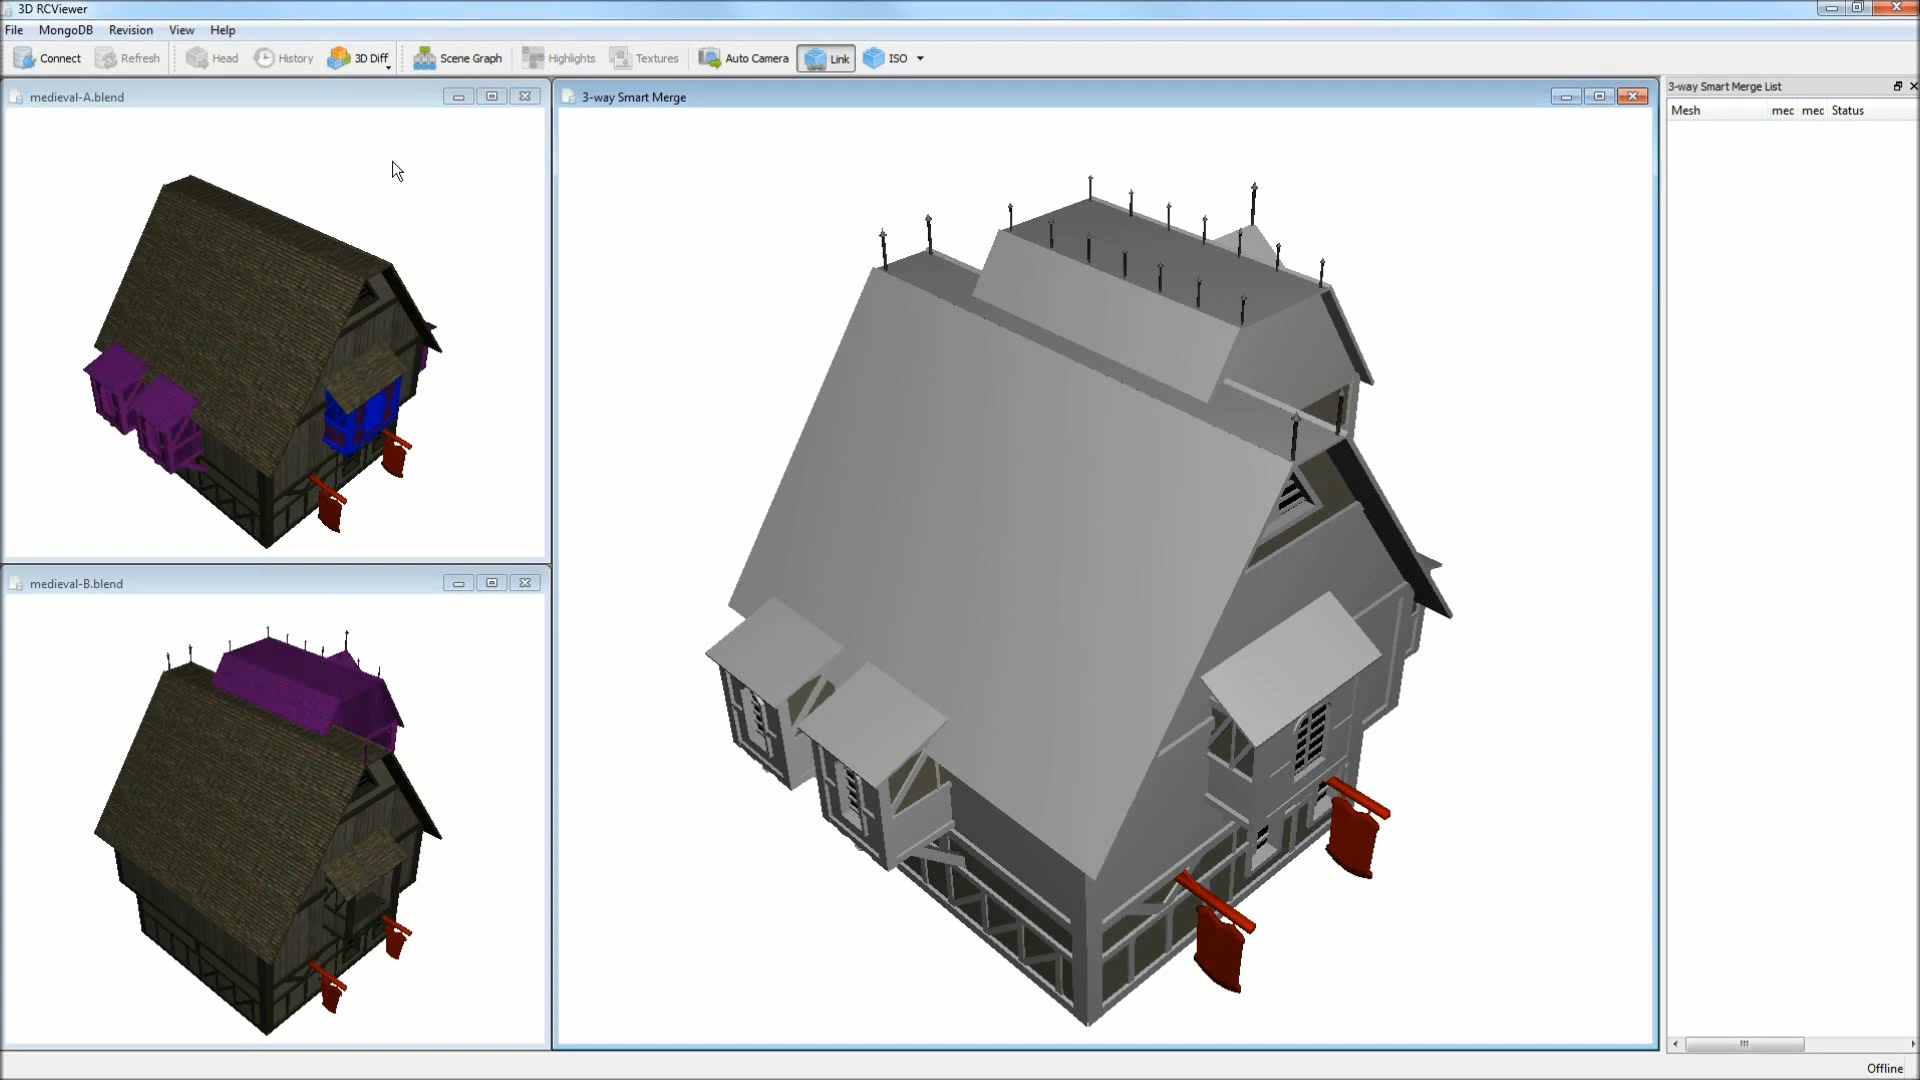 3D RCViewer
File MongoDB Revision View Help
Connect Refresh Head History 3D Diff Scene Graph Highlights Textures Auto Camera Link ISO
medieval-A.blend
3-way Smart Merge
3-way Smart Merge List
Mesh mec mec Status
medieval-B.blend
Offline